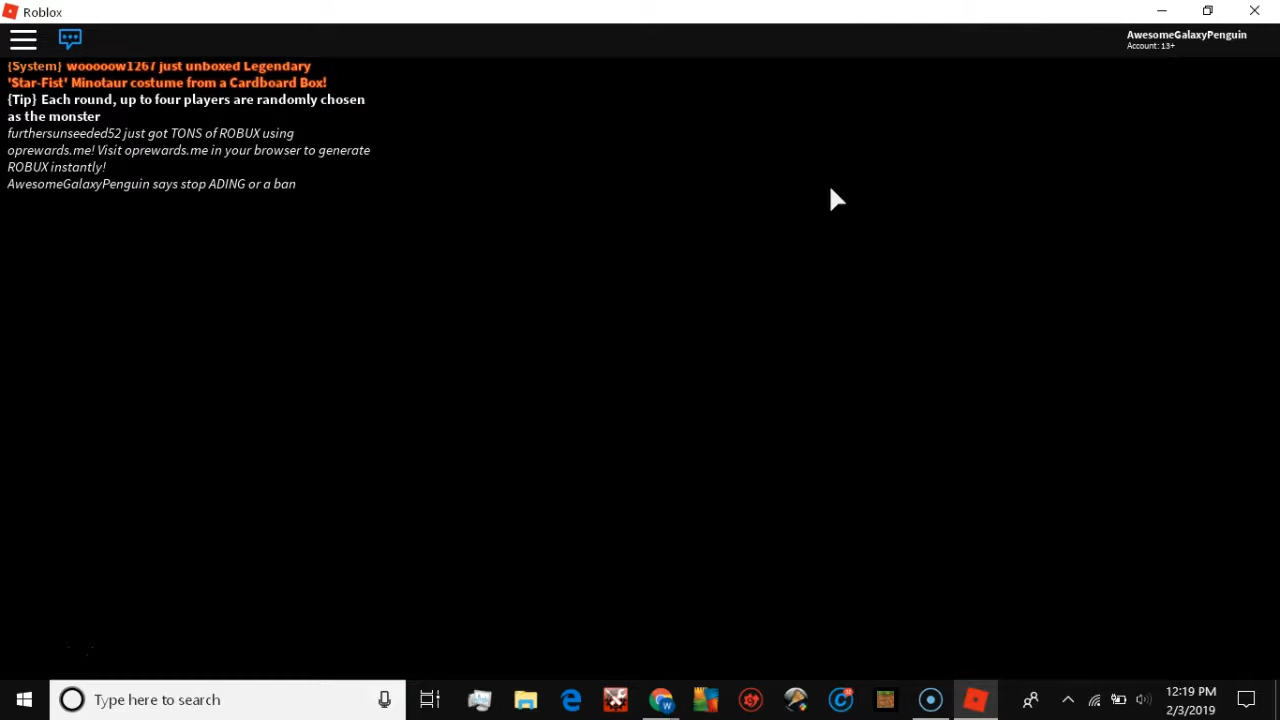 Roblox
AwesomeGalaxyPenguin
Account: 13+
{System} wooooow1267 just unboxed Legendary
'Star-Fist' Minotaur costume from a Cardboard Box!
{Tip} Each round, up to four players are randomly chosen
as the monster
furthersunseeded52 just got TONS of ROBUX using
oprewards.me! Visit oprewards.me in your browser to generate
ROBUX instantly!
AwesomeGalaxyPenguin says stop ADING or a ban
Type here to search
12:19 PM
2/3/2019